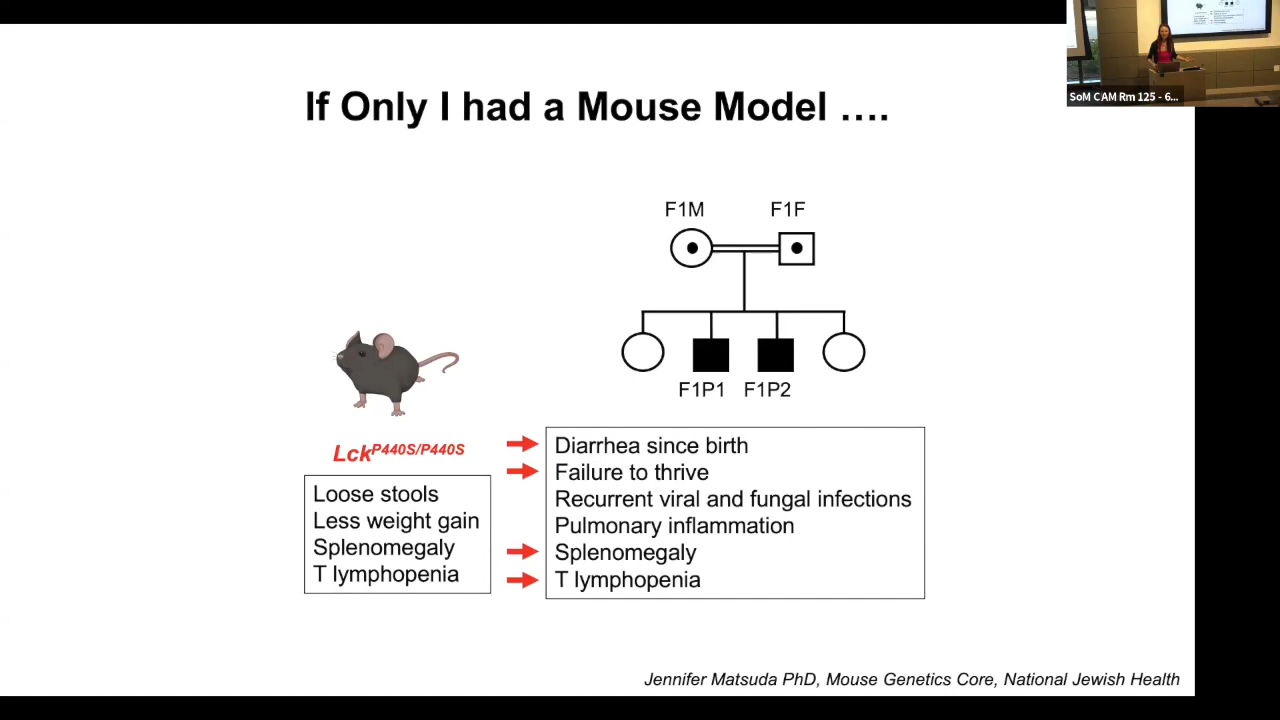 SoM CAM Rm 125 - 6...
If Only I had a Mouse Model ....
F1M
F1F
F1P1
F1P2
Lck^P440S/P440S
Loose stools
Less weight gain
Splenomegaly
T lymphopenia
Diarrhea since birth
Failure to thrive
Recurrent viral and fungal infections
Pulmonary inflammation
Splenomegaly
T lymphopenia
Jennifer Matsuda PhD, Mouse Genetics Core, National Jewish Health